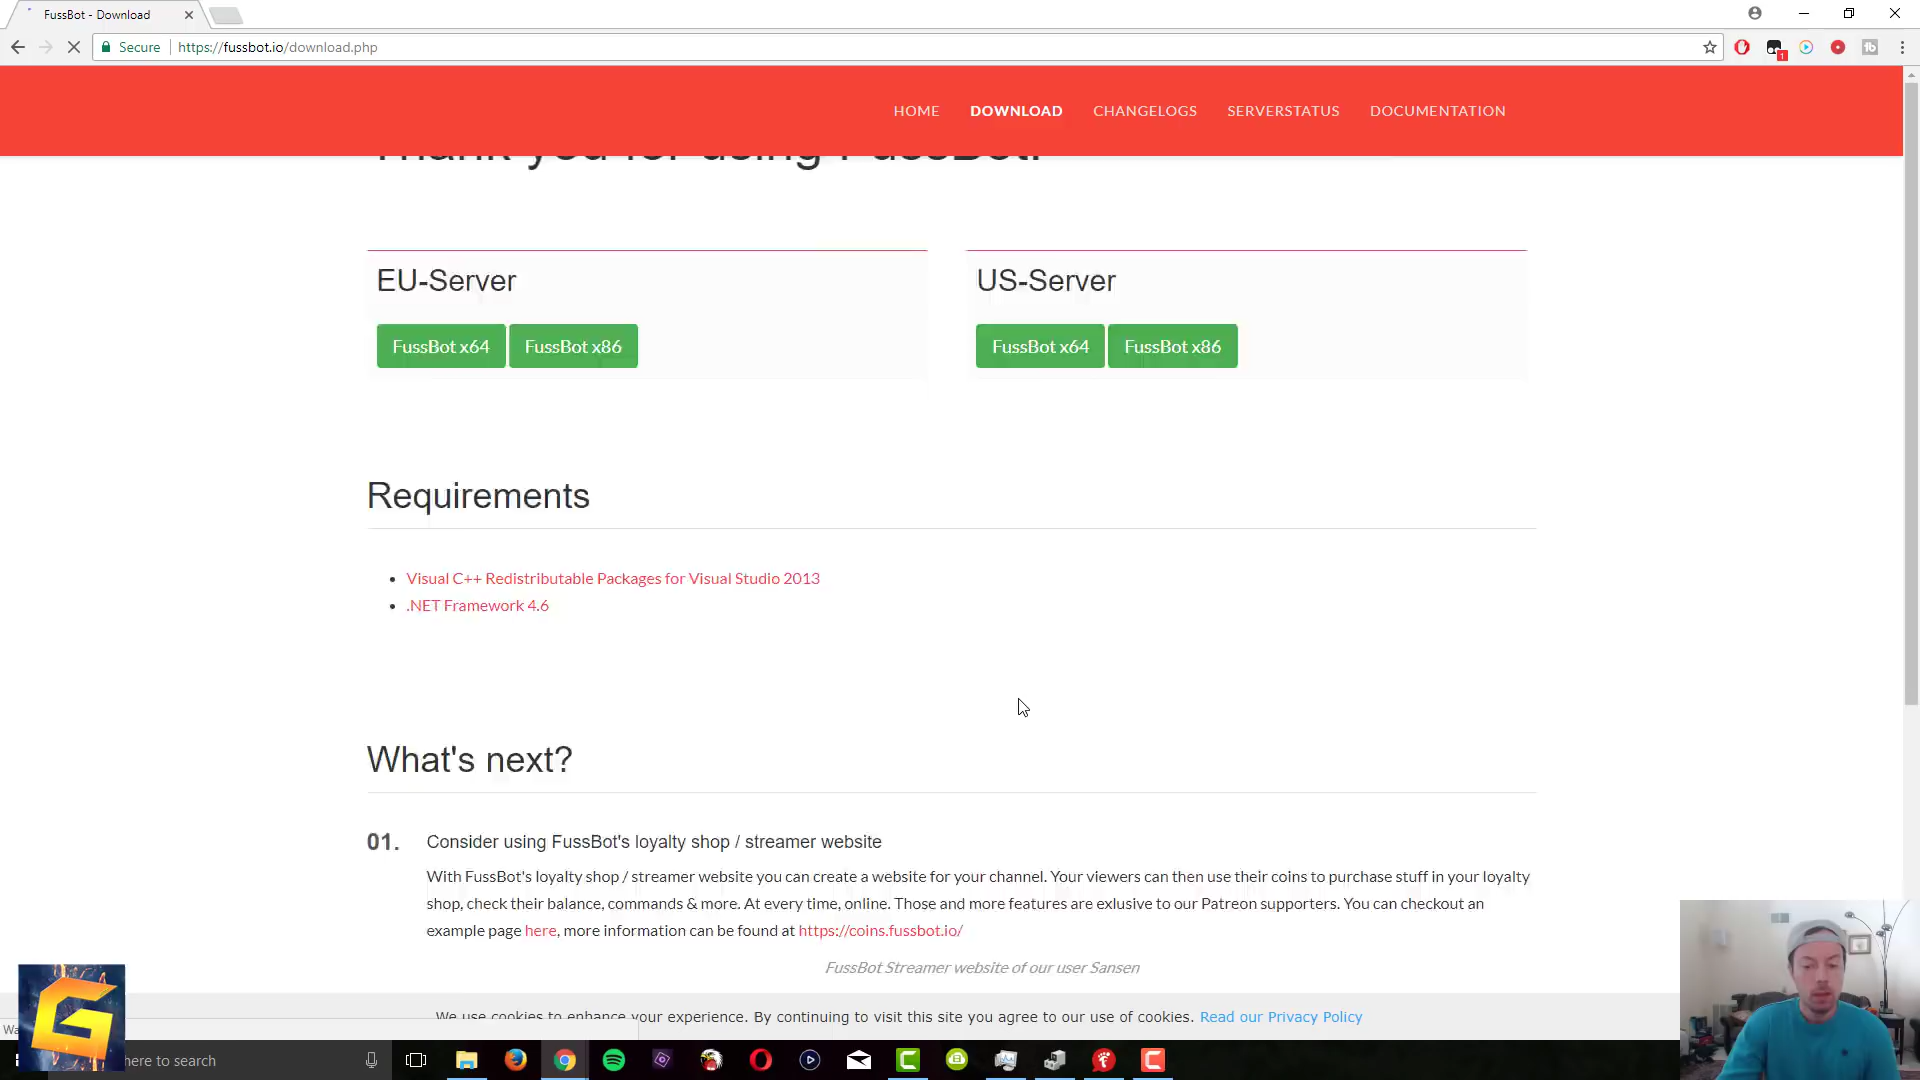 FussBot - Download
Secure
https://fussbot.io/download.php
1
HOME
DOWNLOAD
CHANGELOGS
SERVERSTATUS
DOCUMENTATION
Thank you for using FussBot!
EU-Server
US-Server
FussBot x64
FussBot x86
FussBot x64
FussBot x86
Requirements
Visual C++ Redistributable Packages for Visual Studio 2013
.NET Framework 4.6
What's next?
01.
Consider using FussBot's loyalty shop / streamer website
With FussBot's loyalty shop / streamer website you can create a website for your channel. Your viewers can then use their coins to purchase stuff in your loyalty
shop, check their balance, commands & more. At every time, online. Those and more features are exlusive to our Patreon supporters. You can checkout an
example page here, more information can be found at https://coins.fussbot.io/
FussBot Streamer website of our user Sansen
We use cookies to enhance your experience. By continuing to visit this site you agree to our use of cookies. Read our Privacy Policy
Wa
G
here to search